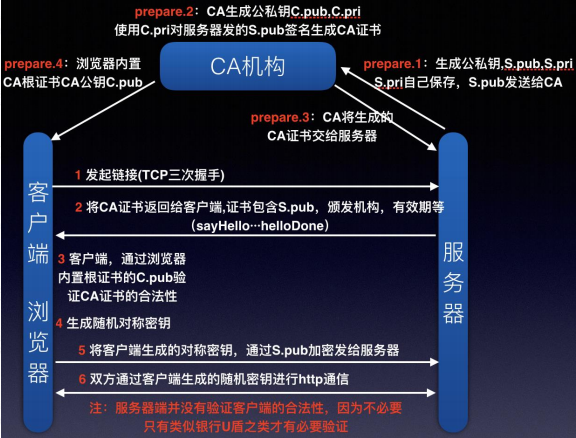 prepare.2：CA生成公私钥C.pub,C.pri
使用C.pri对服务器发的S.pub签名生成CA证书
prepare.4：浏览器内置
CA根证书CA公钥C.pub
CA机构
prepare.1：生成公私钥,S.pub,S.pri
S.pri自己保存，S.pub发送给CA
prepare.3：CA将生成的
CA证书交给服务器
客户端 浏览器
服务器
1 发起链接(TCP三次握手)
2 将CA证书返回给客户端,证书包含S.pub，颁发机构，有效期等
（sayHello…helloDone）
3 客户端，通过浏览器
内置根证书的C.pub验
证CA证书的合法性
4 生成随机对称密钥
5 将客户端生成的对称密钥，通过S.pub加密发给服务器
6 双方通过客户端生成的随机密钥进行http通信
注：服务器端并没有验证客户端的合法性，因为不必要
只有类似银行U盾之类才有必要验证